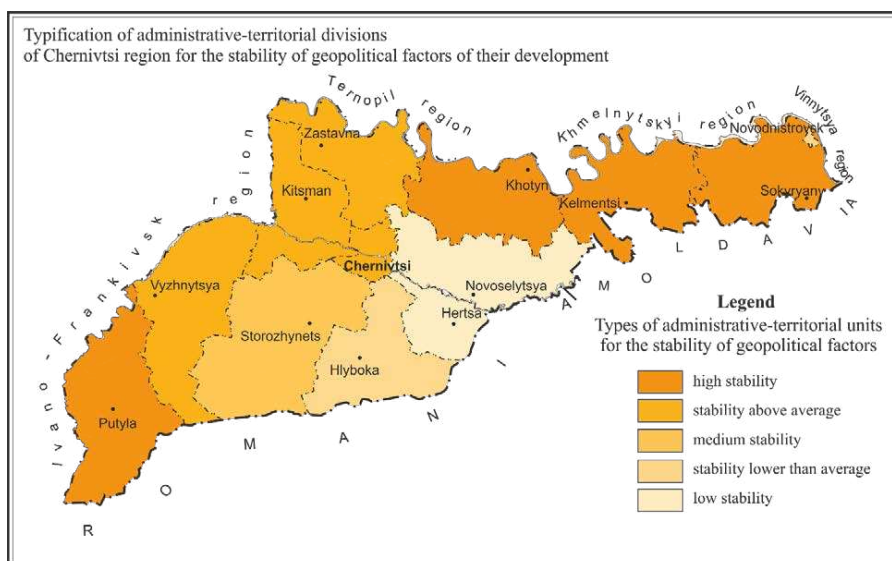 Typification of administrative-territorial divisions
of Chernivtsi region for the stability of geopolitical factors of their development
Ternopil region
Khmelnytskyi region
Vinnytsya region
Ivano-Frankivsk region
Zastavna
Novodnistroysk
Khotyn
Kitsman
Kelmentsi
Sokyryany
Chernivtsi
Vyzhnytsya
Novoselytsya
Hertsa
Storozhynets
Hlyboka
Putyla
MOLDAVIA
ROMANIA
Legend
Types of administrative-territorial units
for the stability of geopolitical factors
high stability
stability above average
medium stability
stability lower than average
low stability